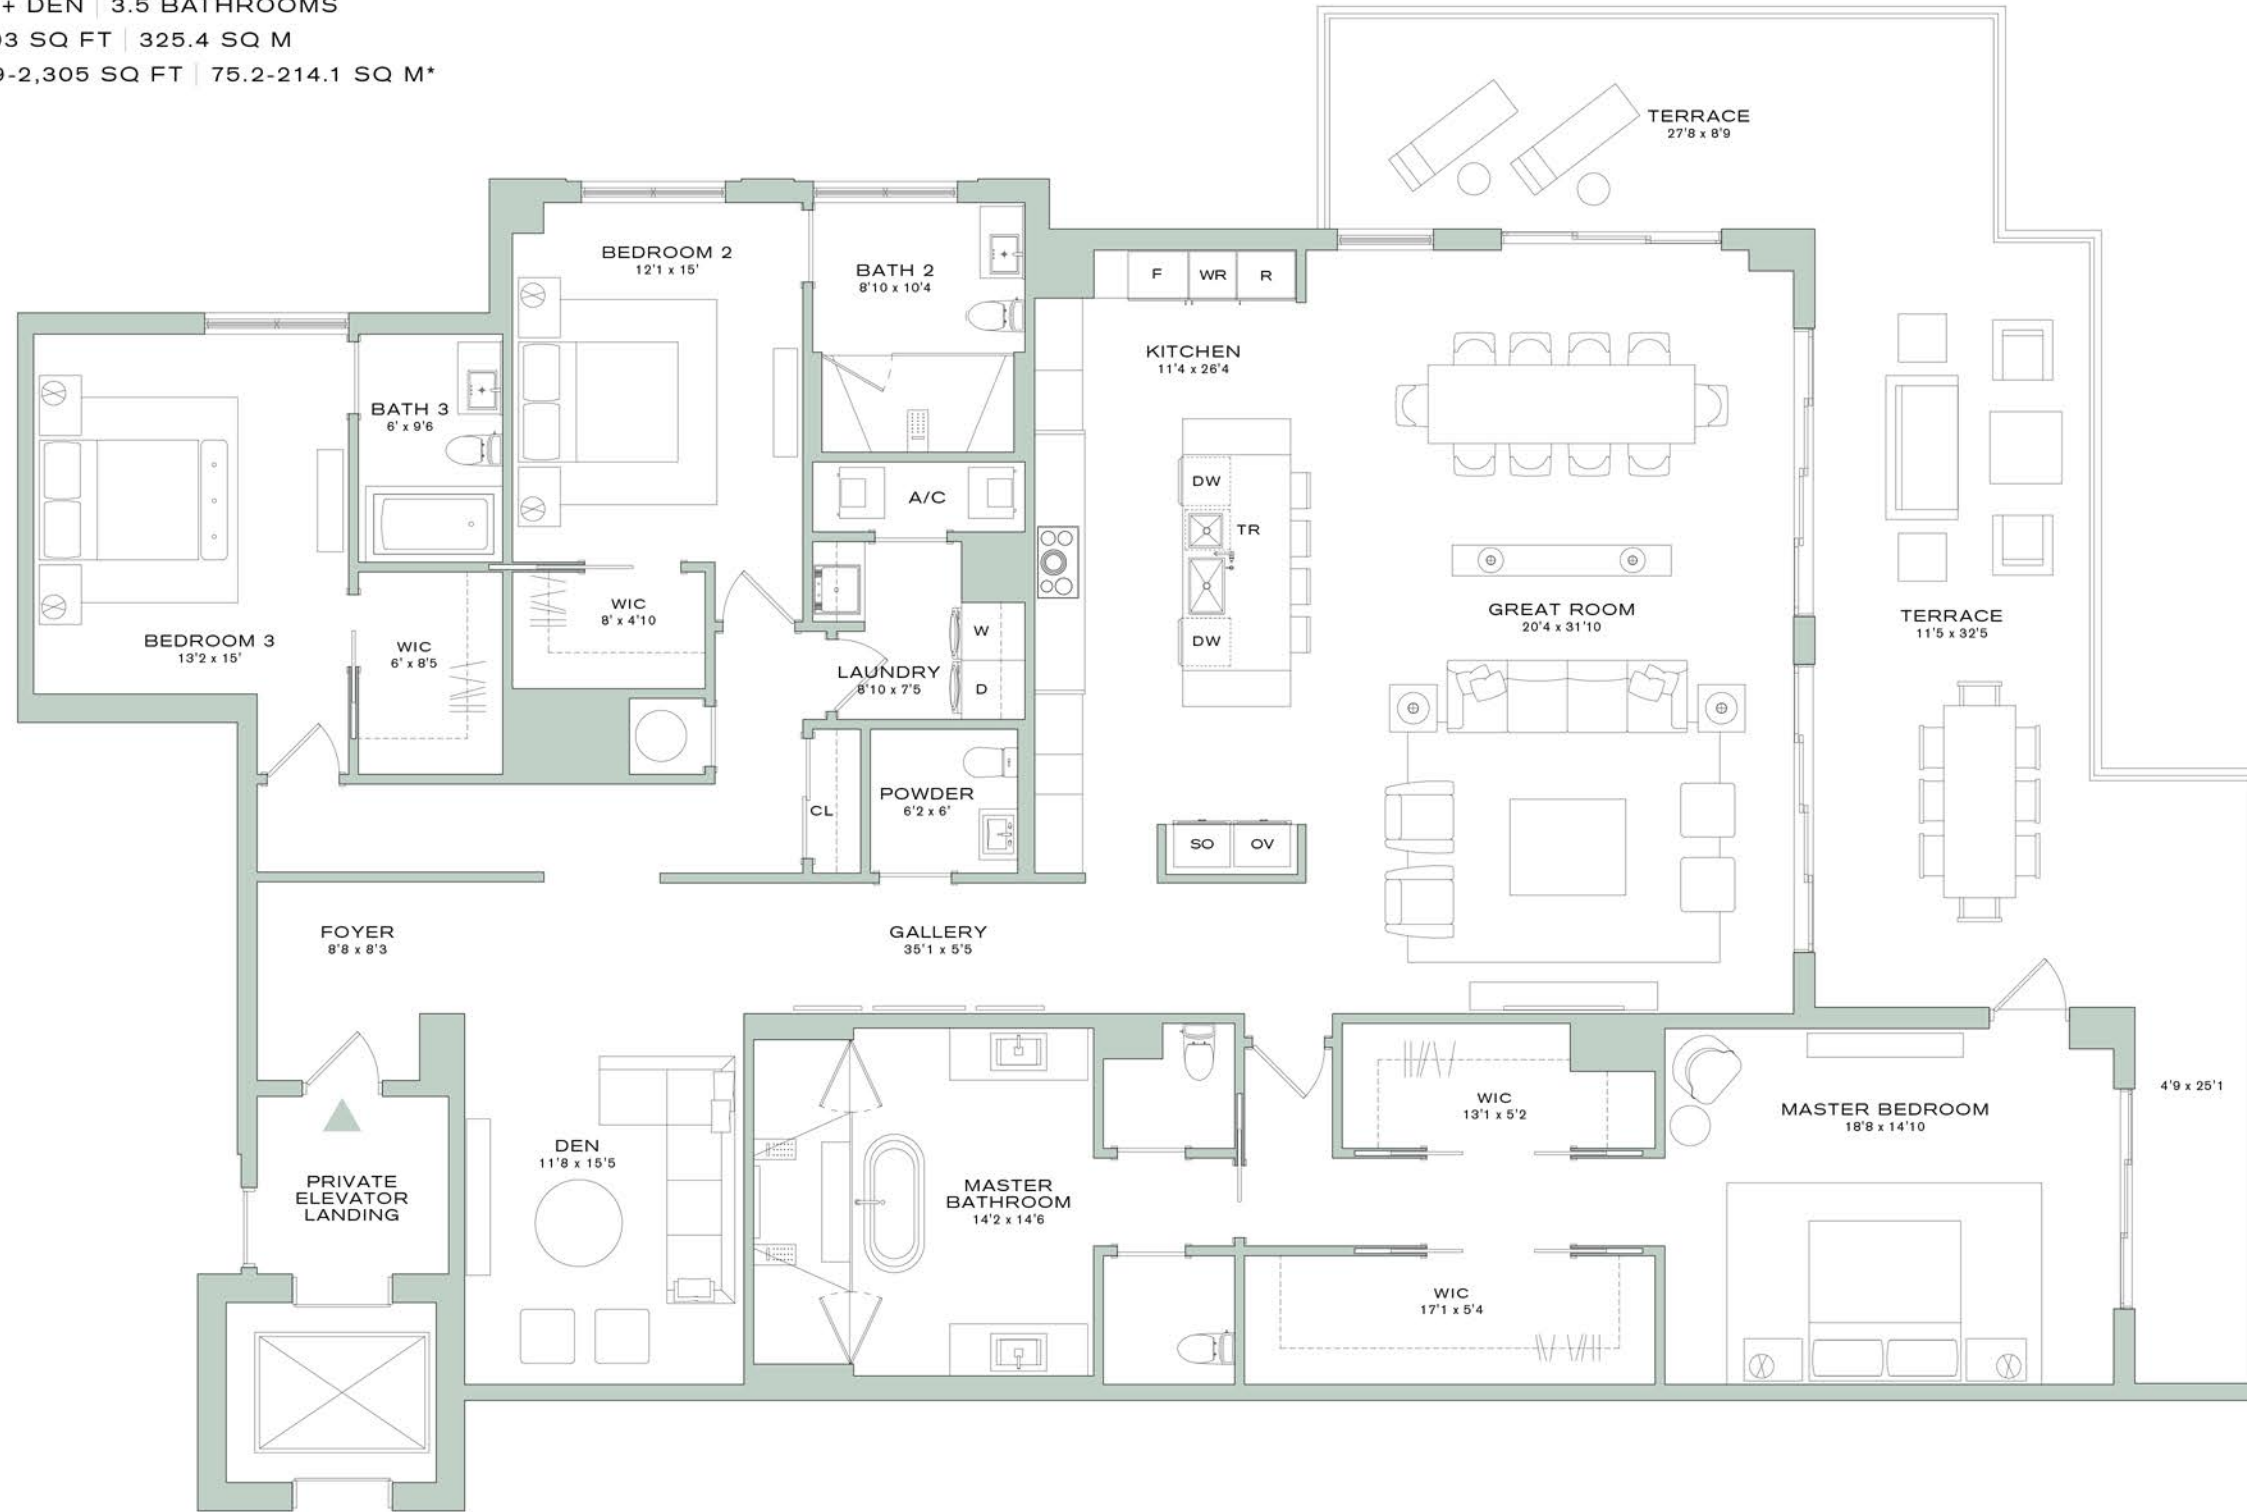 + DEN | 3.5 BATHROOMS
SQ FT | 325.4 SQ M
-2,305 SQ FT | 75.2-214.1 SQ M*
TERRACE
27'8 x 8'9
BEDROOM 2
12'1 x 15'
BATH 2
8'10 x 10'4
F WR R
KITCHEN
11'4 x 26'4
BATH 3
6' x 9'6
A/C
DW
TR
DW
GREAT ROOM
20'4 x 31'10
TERRACE
11'5 x 32'5
BEDROOM 3
13'2 x 15'
WIC
6' x 8'5
WIC
8' x 4'10
W
LAUNDRY
8'10 x 7'5
D
CL
POWDER
6'2 x 6'
SO OV
FOYER
8'8 x 8'3
GALLERY
35'1 x 5'5
DEN
11'8 x 15'5
PRIVATE
ELEVATOR
LANDING
MASTER
BATHROOM
14'2 x 14'6
WIC
13'1 x 5'2
MASTER BEDROOM
18'8 x 14'10
4'9 x 25'1
WIC
17'1 x 5'4